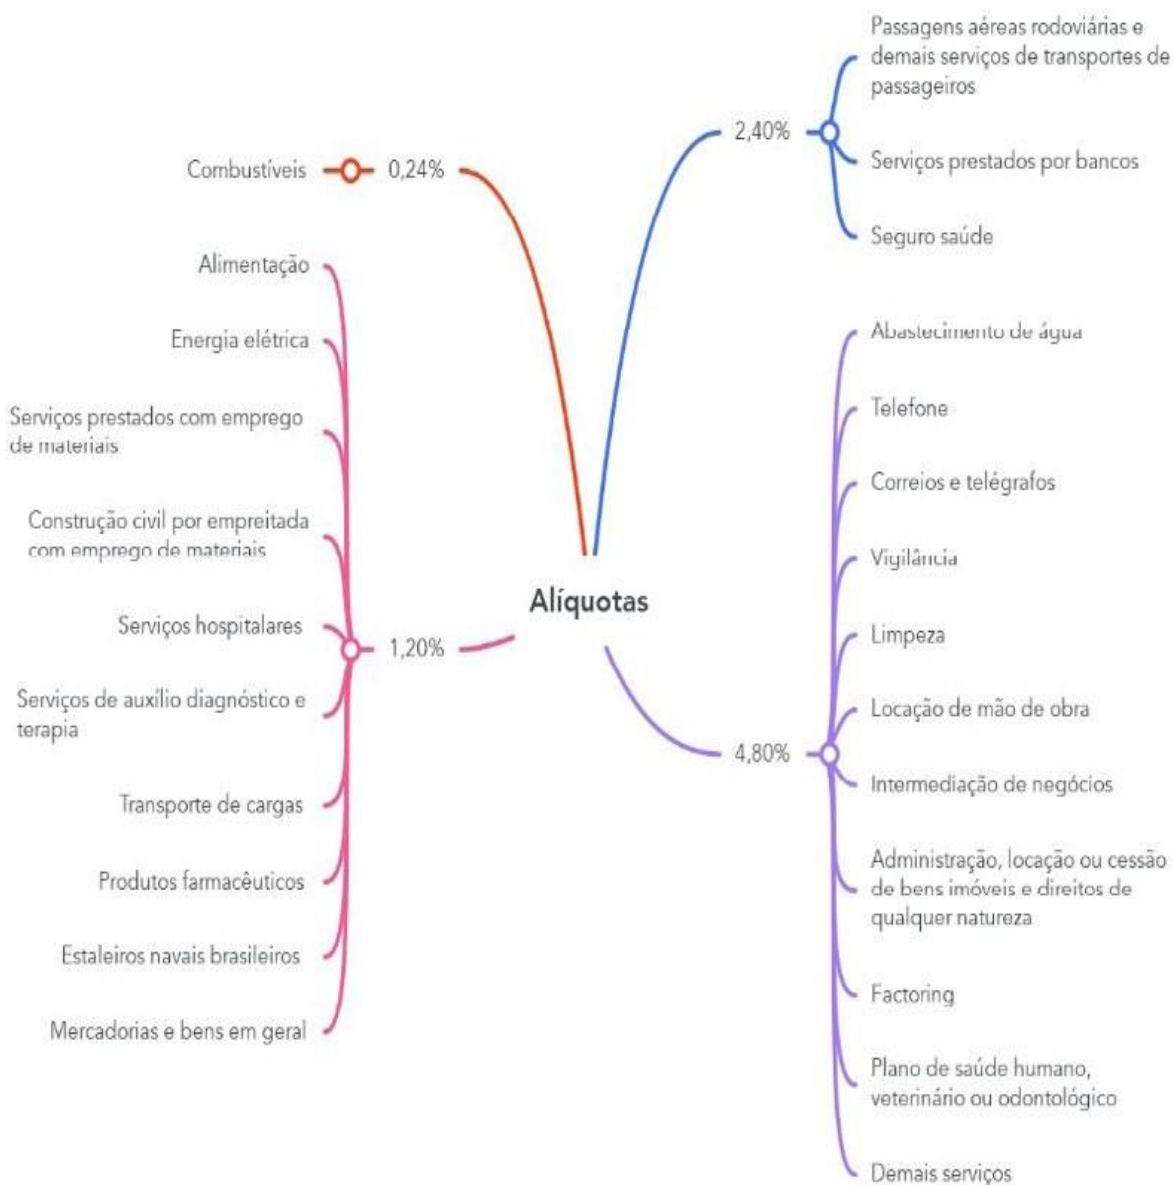 Alíquotas
0,24%
Combustíveis
1,20%
Alimentação
Energia elétrica
Serviços prestados com emprego
de materiais
Construção civil por empreitada
com emprego de materiais
Serviços hospitalares
Serviços de auxílio diagnóstico e
terapia
Transporte de cargas
Produtos farmacêuticos
Estaleiros navais brasileiros
Mercadorias e bens em geral
2,40%
Passagens aéreas rodoviárias e
demais serviços de transportes de
passageiros
Serviços prestados por bancos
Seguro saúde
4,80%
Abastecimento de água
Telefone
Correios e telégrafos
Vigilância
Limpeza
Locação de mão de obra
Intermediação de negócios
Administração, locação ou cessão
de bens imóveis e direitos de
qualquer natureza
Factoring
Plano de saúde humano,
veterinário ou odontológico
Demais serviços